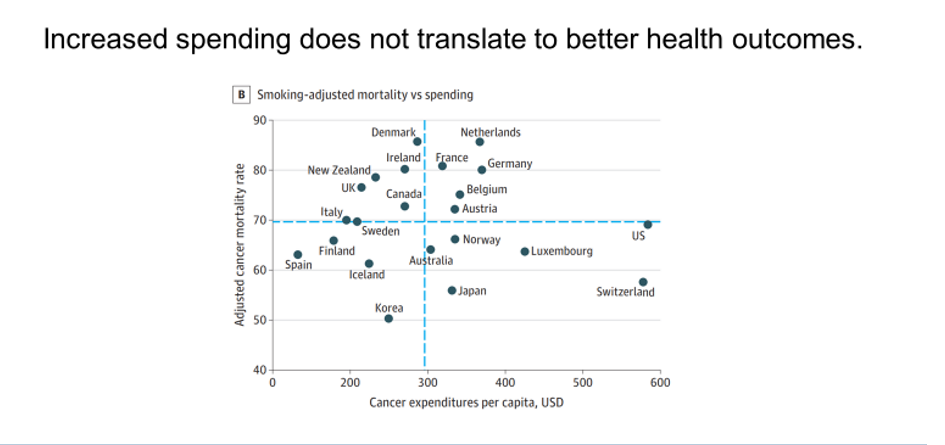 Increased spending does not translate to better health outcomes.
B Smoking-adjusted mortality vs spending
Adjusted cancer mortality rate
90
80
70
60
50
40
Denmark
Netherlands
Ireland
France
Germany
New Zealand
UK
Canada
Belgium
Italy
Austria
Sweden
Norway
US
Finland
Luxembourg
Spain
Australia
Iceland
Japan
Switzerland
Korea
0
200
300
400
500
600
Cancer expenditures per capita, USD